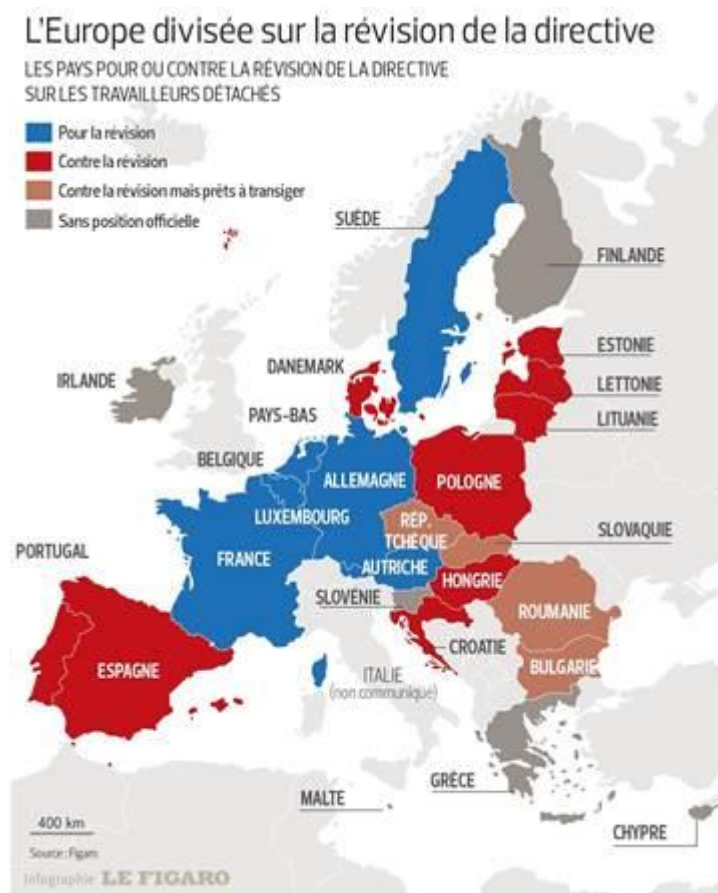 L'Europe divisée sur la révision de la directive
LES PAYS POUR OU CONTRE LA RÉVISION DE LA DIRECTIVE
SUR LES TRAVAILLEURS DÉTACHÉS
Pour la révision
Contre la révision
Contre la révision mais prêts à transiger
Sans position officielle
SUÈDE
FINLANDE
ESTONIE
DANEMARK
IRLANDE
LETTONIE
PAYS-BAS
LITUANIE
BELGIQUE
ALLEMAGNE
POLOGNE
LUXEMBOURG
RÉP.
TCHÈQUE
SLOVAQUIE
PORTUGAL
FRANCE
AUTRICHE
HONGRIE
SLOVÉNIE
ROUMANIE
CROATIE
ESPAGNE
ITALIE
(non communiqué)
BULGARIE
GRÉCE
MALTE
CHYPRE
400 km
Source : Figaro
Infographie LE FIGARO